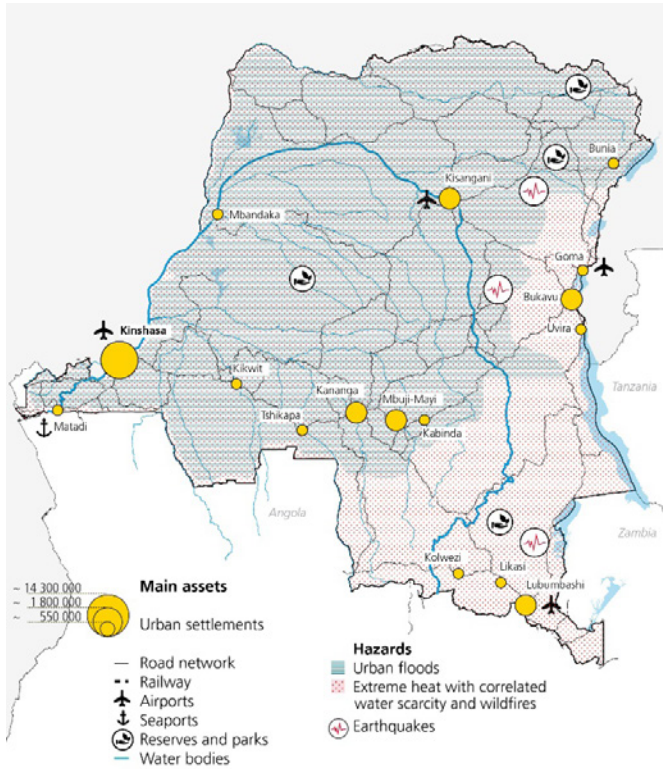 Bunia
Kisangani
Mbandaka
Goma
Bukavu
Uvira
Kinshasa
Kikwit
Kananga
Mbuji-Mayi
Tanzania
Matadi
Tshikapa
Kabinda
Angola
Zambia
Kolwezi
Likasi
Lubumbashi
~ 14 300 000
~ 1 800 000
~ 550 000
Main assets
Urban settlements
Road network
Railway
Airports
Seaports
Reserves and parks
Water bodies
Hazards
Urban floods
Extreme heat with correlated
water scarcity and wildfires
Earthquakes